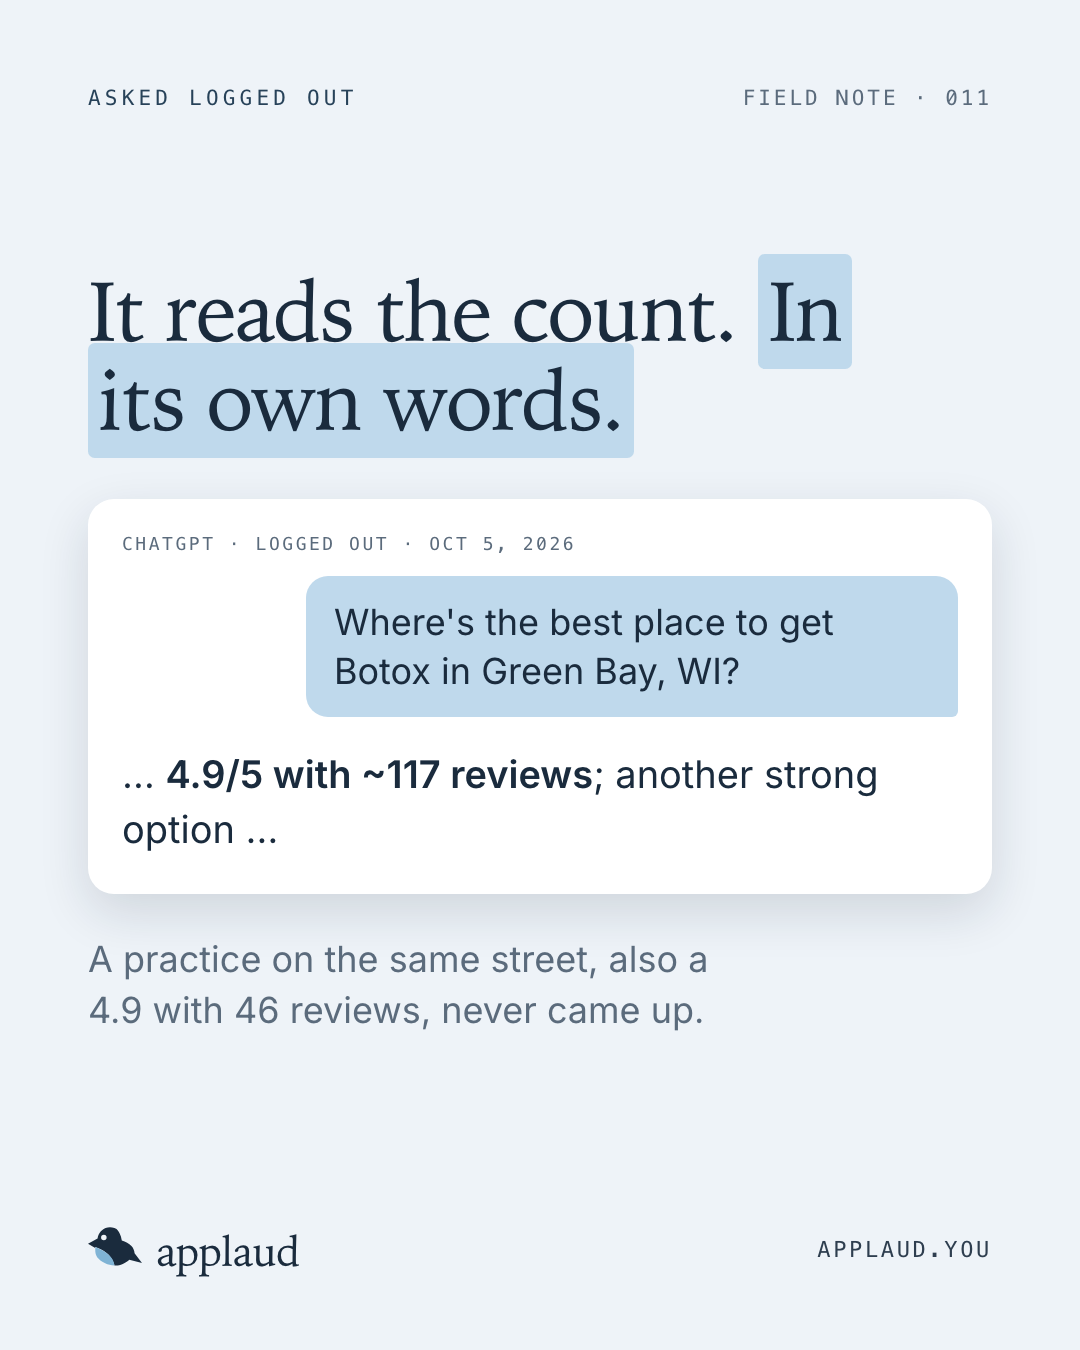 ASKED LOGGED OUT
FIELD NOTE · 011
It reads the count. In
its own words.
CHATGPT · LOGGED OUT · OCT 5, 2026
Where's the best place to get
Botox in Green Bay, WI?
... 4.9/5 with ~117 reviews; another strong
option ...
A practice on the same street, also a
4.9 with 46 reviews, never came up.
applaud
APPLAUD.YOU